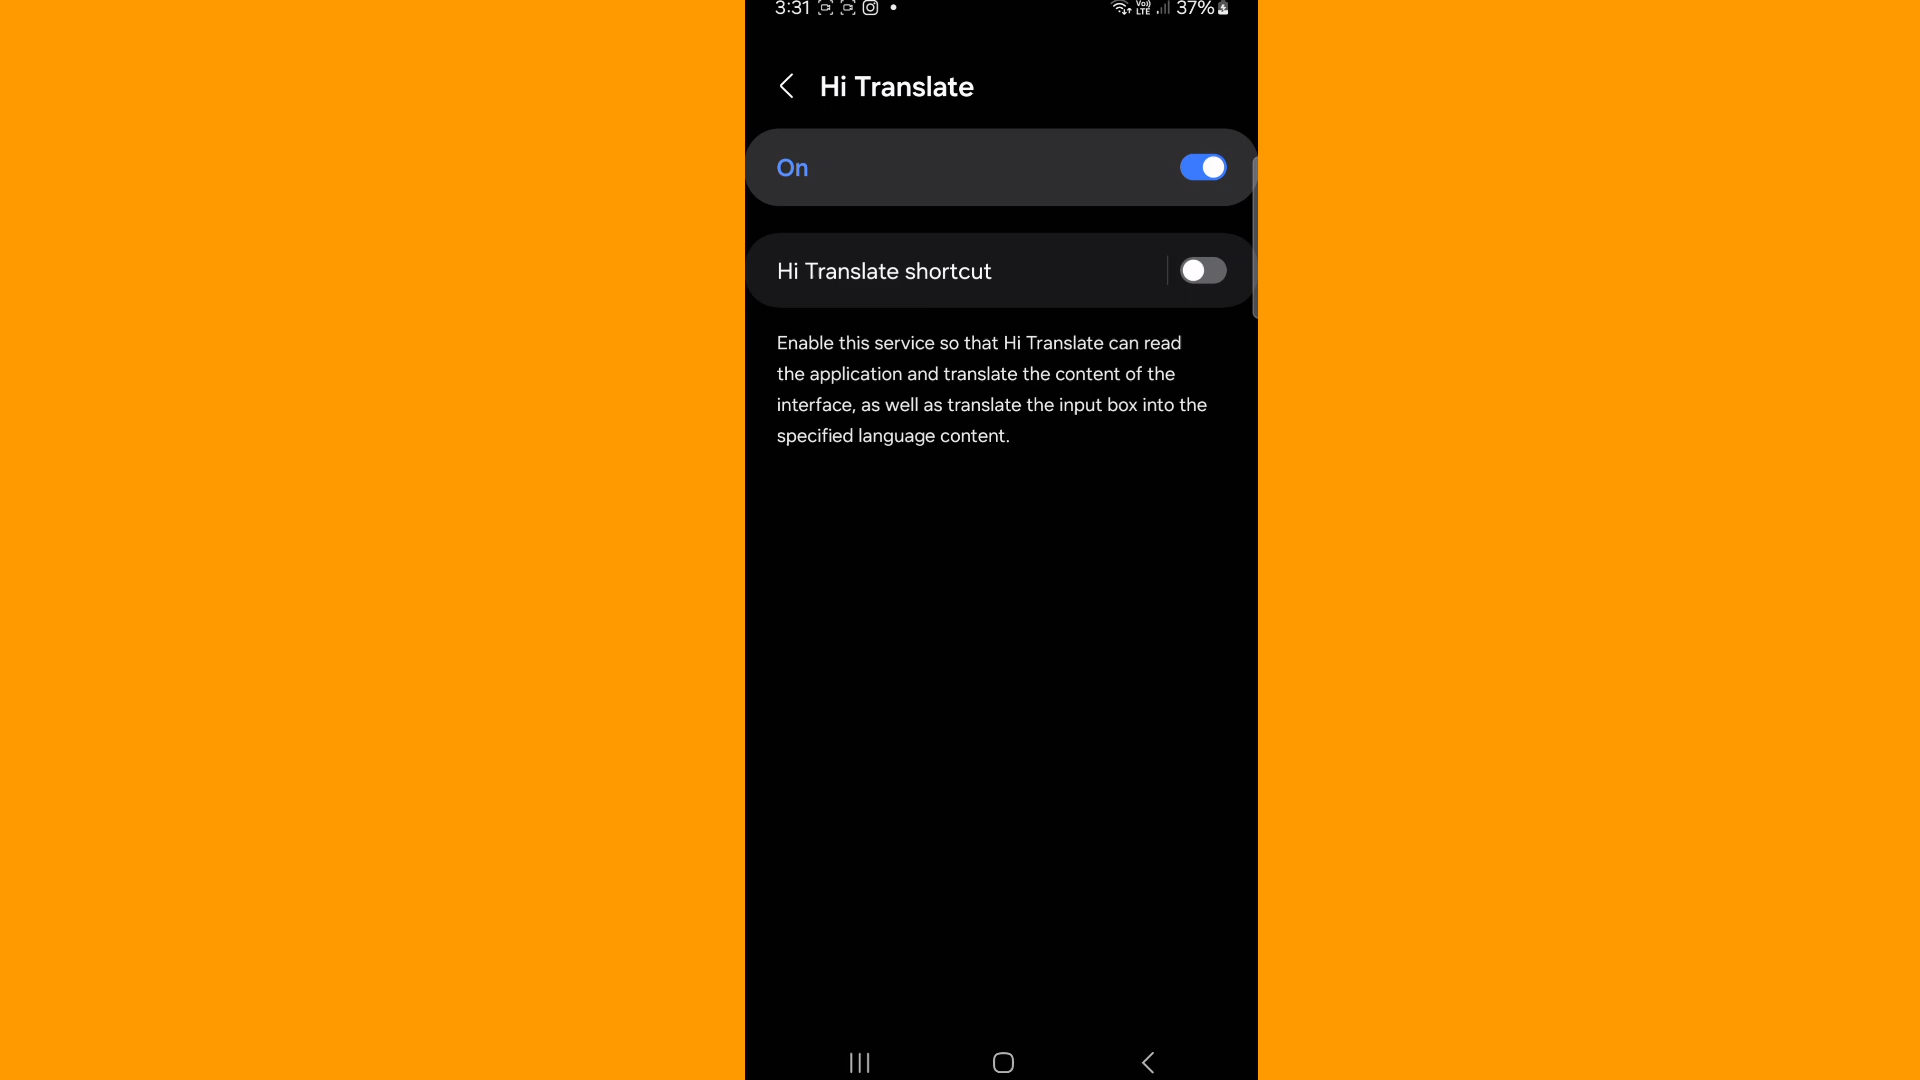 3:31 Vo)) LTE 37%
Hi Translate
On
Hi Translate shortcut
Enable this service so that Hi Translate can read
the application and translate the content of the
interface, as well as translate the input box into the
specified language content.